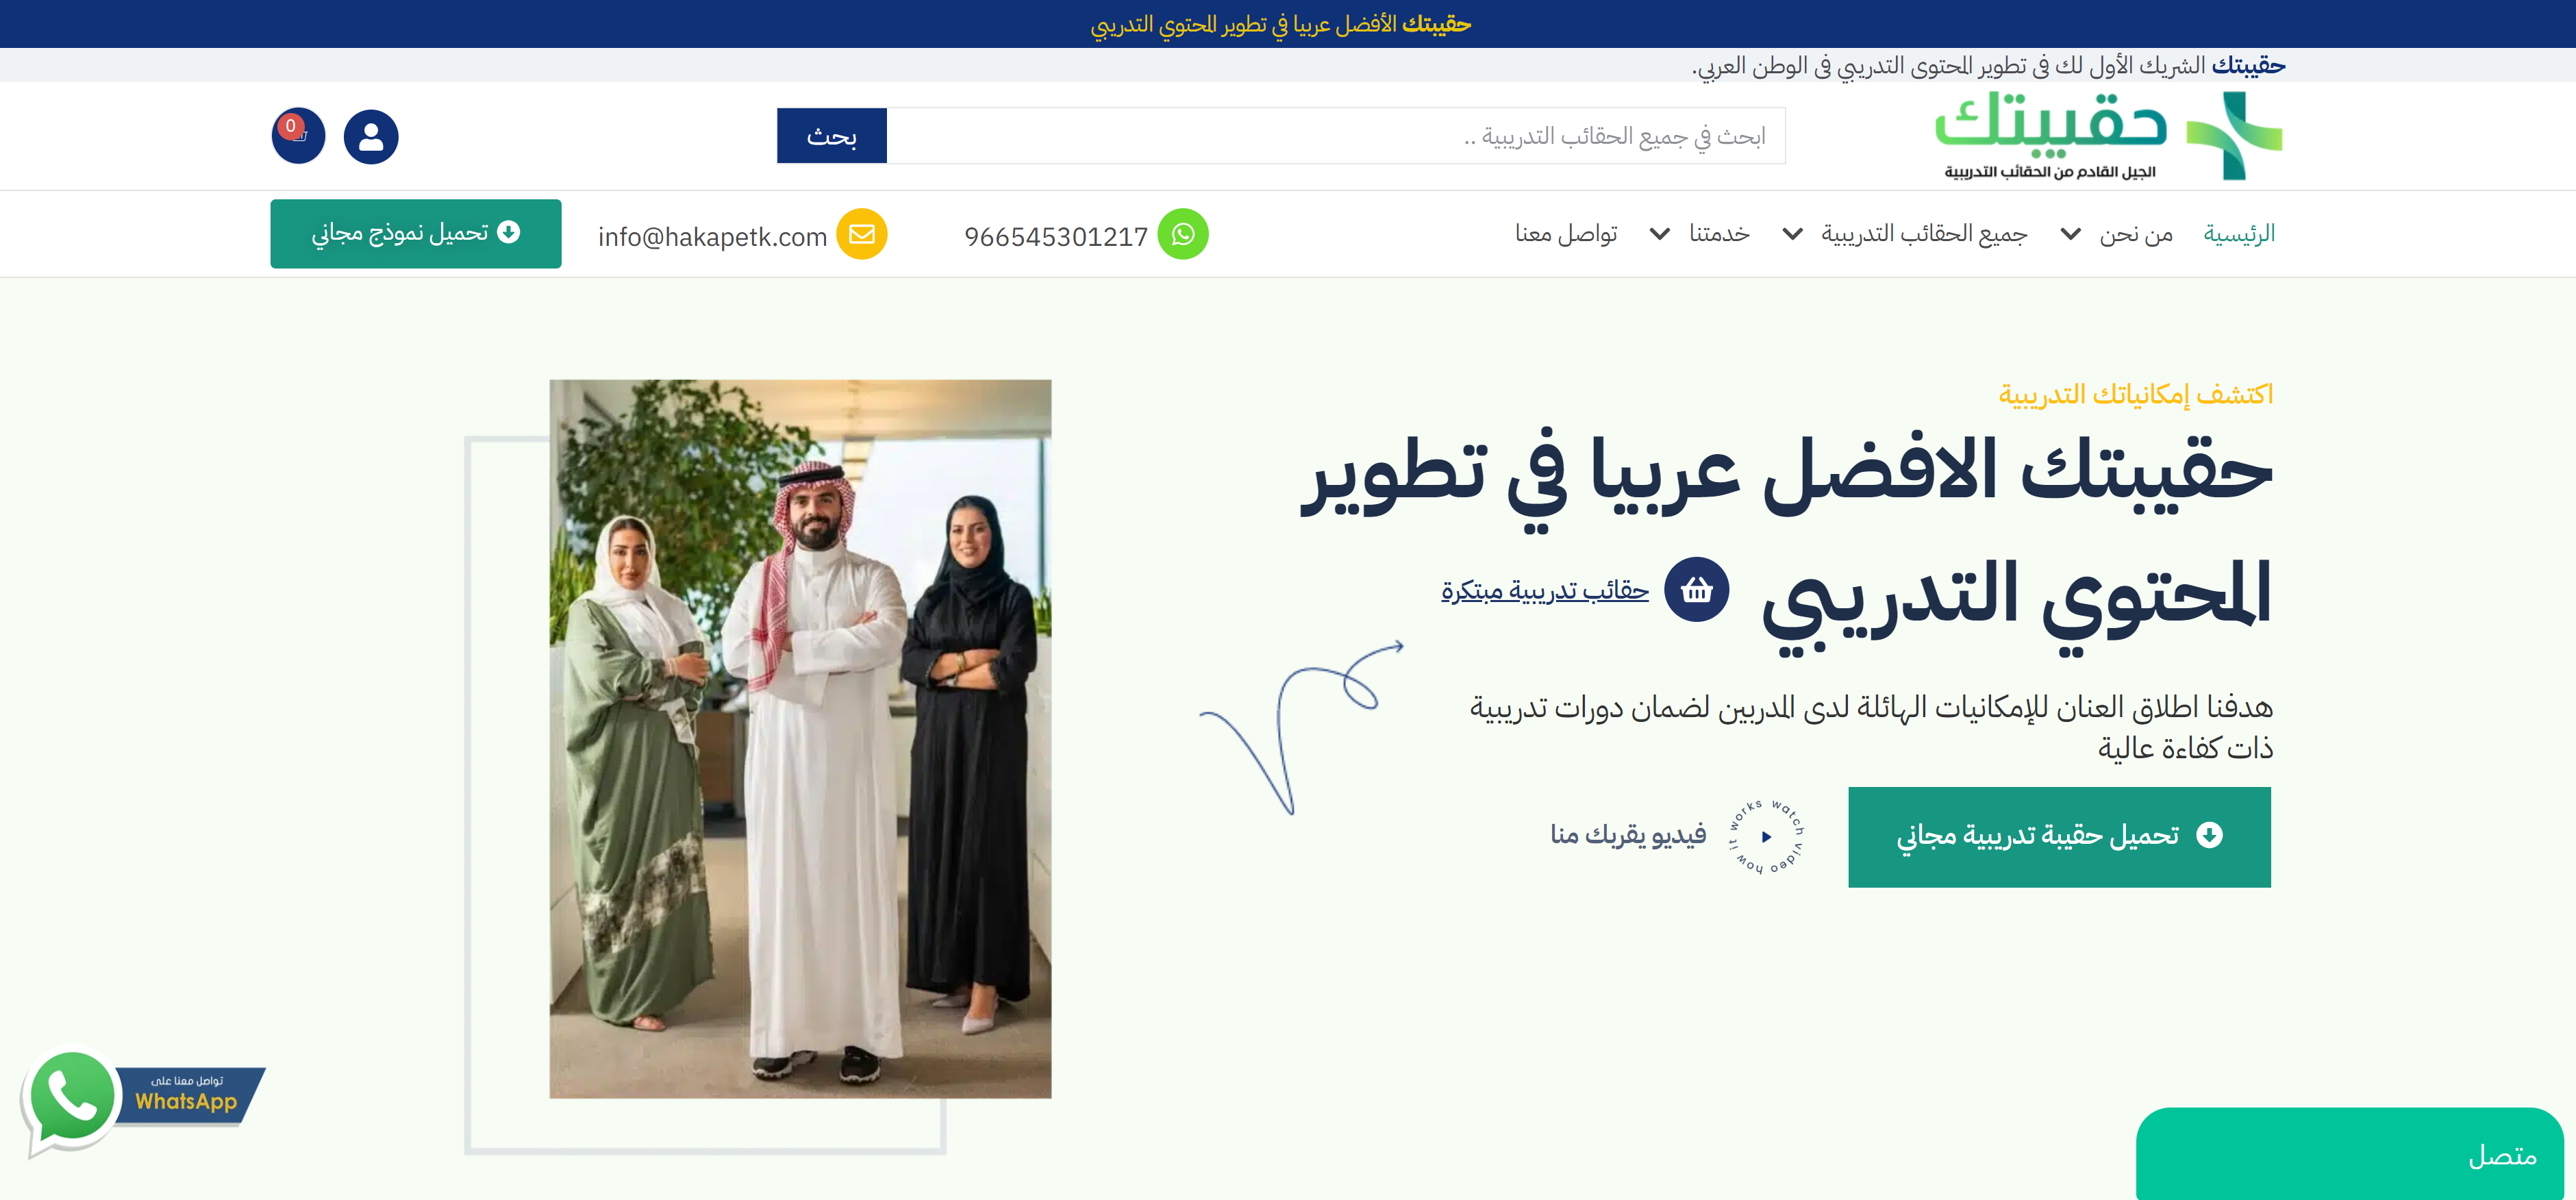 حقيبتك الأفضل عربيا في تطوير المحتوي التدريبي
حقيبتك الشريك الأول لك فى تطوير المحتوى التدريبي فى الوطن العربي.
حقيبتك
الجيل القادم من الحقائب التدريبية
ابحث في جميع الحقائب التدريبية ..
بحث
0
الرئيسية
من نحن
جميع الحقائب التدريبية
خدمتنا
تواصل معنا
966545301217
info@hakapetk.com
تحميل نموذج مجاني
اكتشف إمكانياتك التدريبية
حقيبتك الافضل عربيا في تطوير
المحتوي التدريبي
حقائب تدريبية مبتكرة
هدفنا اطلاق العنان للإمكانيات الهائلة لدى المدربين لضمان دورات تدريبية
ذات كفاءة عالية
تحميل حقيبة تدريبية مجاني
watch video how it works
فيديو يقربك منا
تواصل معنا على
WhatsApp
متصل